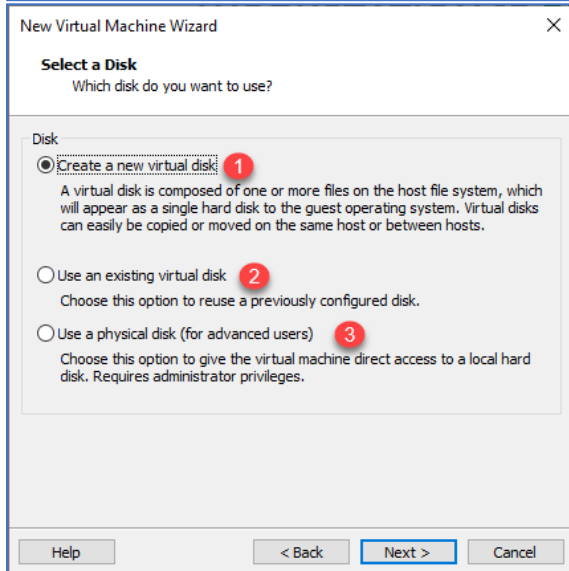 New Virtual Machine Wizard
Select a Disk
Which disk do you want to use?
Disk
Create a new virtual disk 1
A virtual disk is composed of one or more files on the host file system, which
will appear as a single hard disk to the guest operating system. Virtual disks
can easily be copied or moved on the same host or between hosts.
Use an existing virtual disk 2
Choose this option to reuse a previously configured disk.
Use a physical disk (for advanced users) 3
Choose this option to give the virtual machine direct access to a local hard
disk. Requires administrator privileges.
Help < Back Next > Cancel